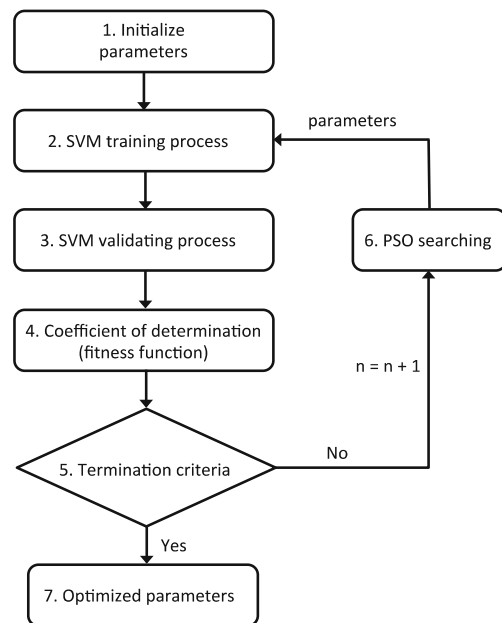 1. Initialize
parameters
2. SVM training process
parameters
3. SVM validating process
6. PSO searching
4. Coefficient of determination
(fitness function)
n = n + 1
5. Termination criteria
No
Yes
7. Optimized parameters